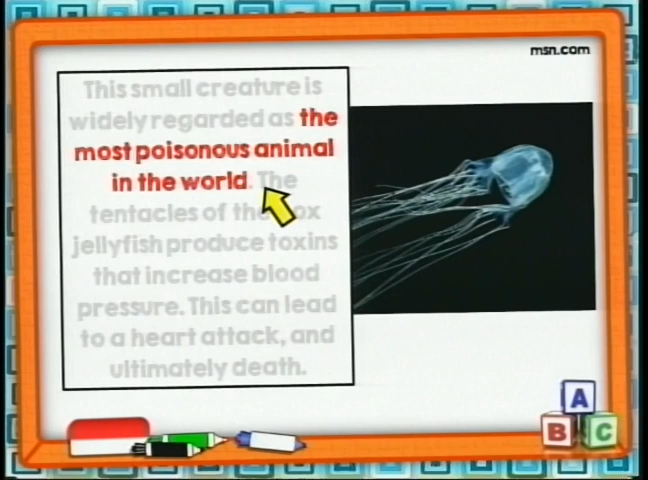 msn.com
This small creature is
widely regarded as the
most poisonous animal
in the world. The
tentacles of the box
jellyfish produce toxins
that increase blood
pressure. This can lead
to a heart attack, and
ultimately death.
A
B C